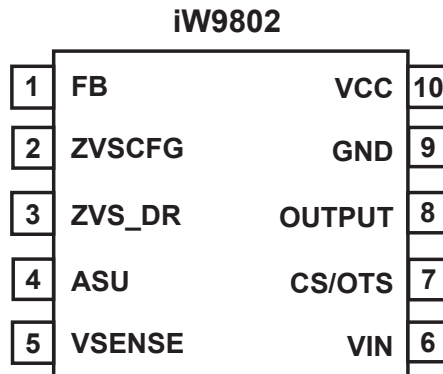 iW9802
1 FB VCC 10
2 ZVSCFG GND 9
3 ZVS_DR OUTPUT 8
4 ASU CS/OTS 7
5 VSENSE VIN 6